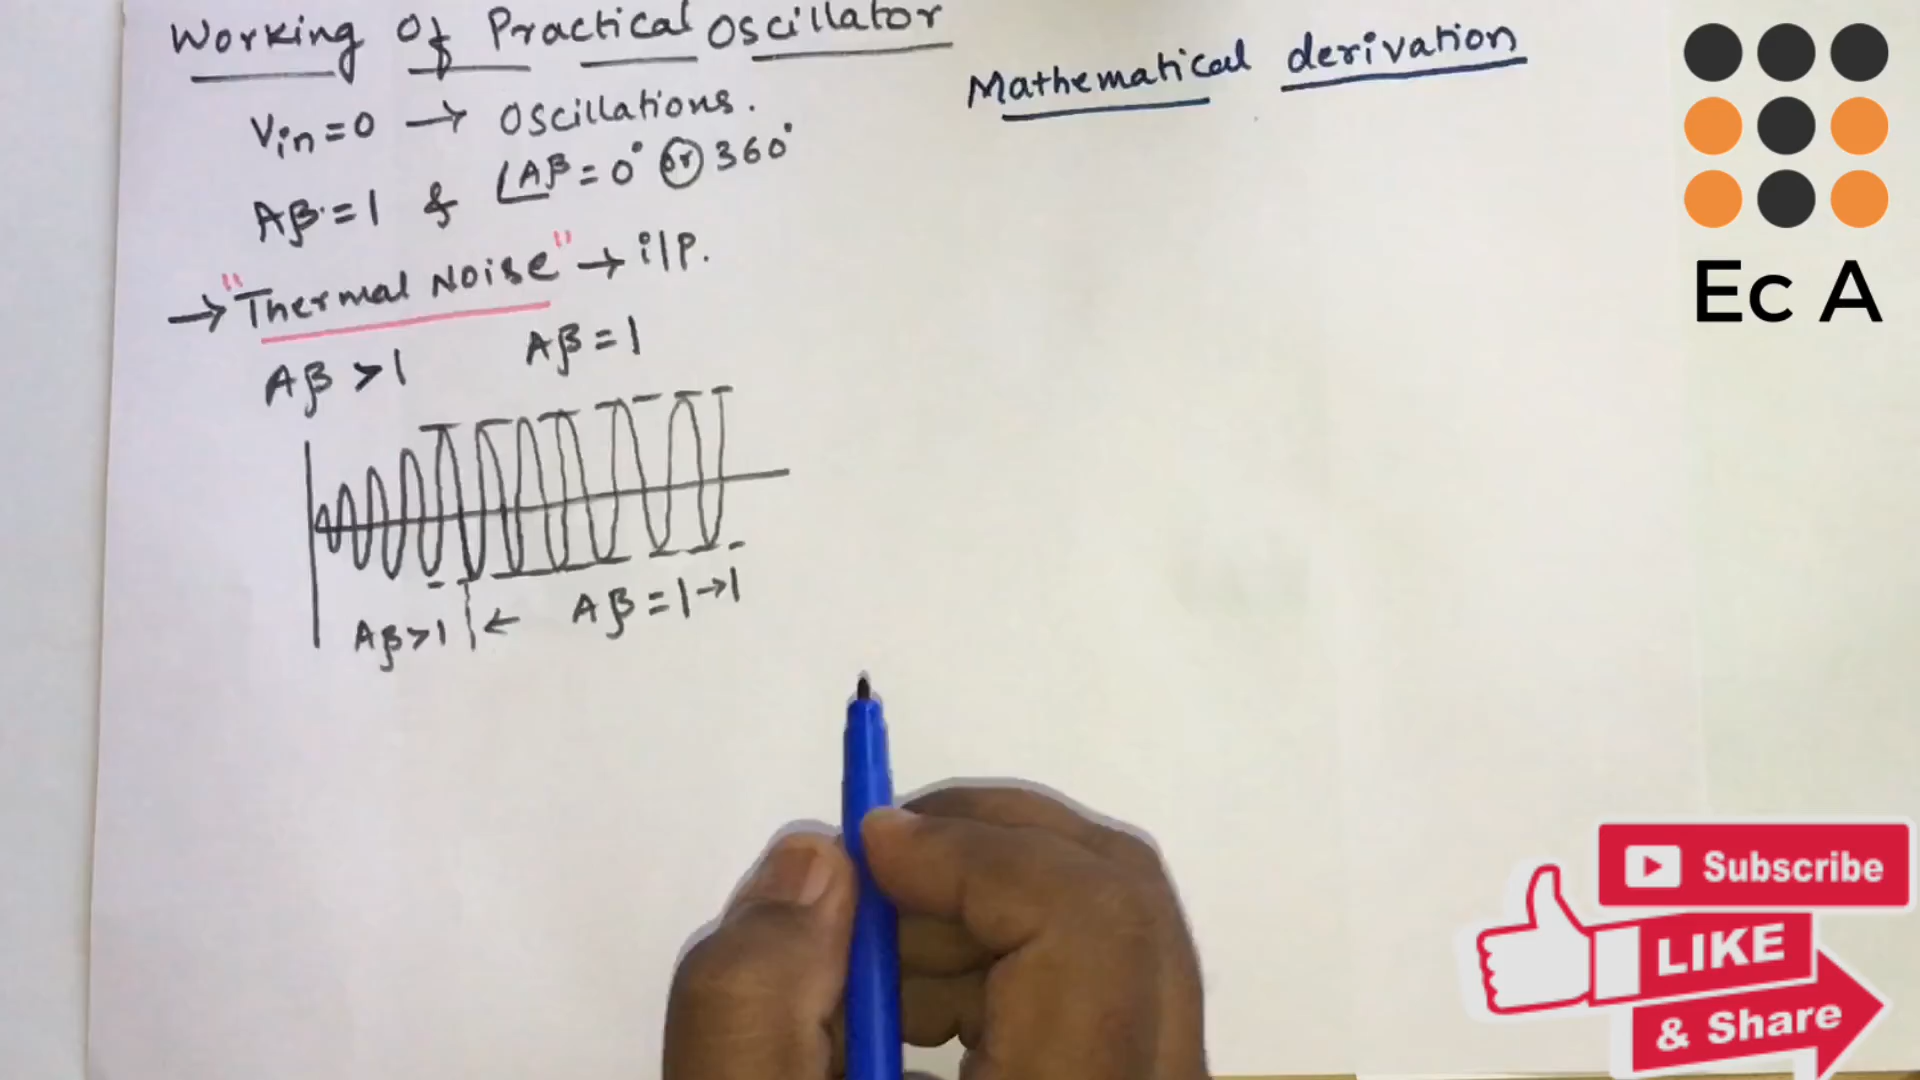 Working Of Practical Oscillator
Vin=0 → Oscillations.
Aβ=1 & ∠Aβ=0° or 360°
→ "Thermal Noise" → i/P.
Aβ >1 Aβ=1
Aβ>1 ← Aβ=1→1
Mathematical derivation
Ec A
Subscribe
LIKE
& Share